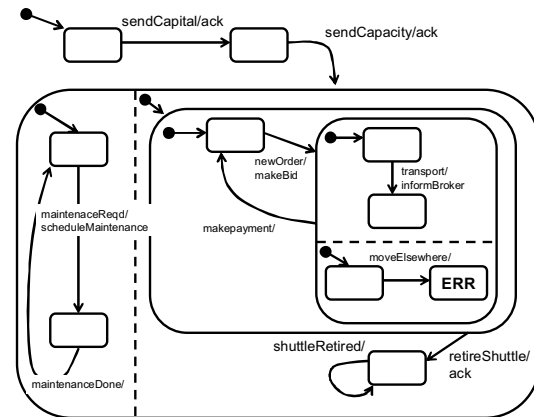 sendCapital/ack
sendCapacity/ack
newOrder/
makeBid
transport/
informBroker
maintenaceReqd/
scheduleMaintenance
makepayment/
moveElsewhere/
ERR
shuttleRetired/
retireShuttle/
ack
maintenanceDone/